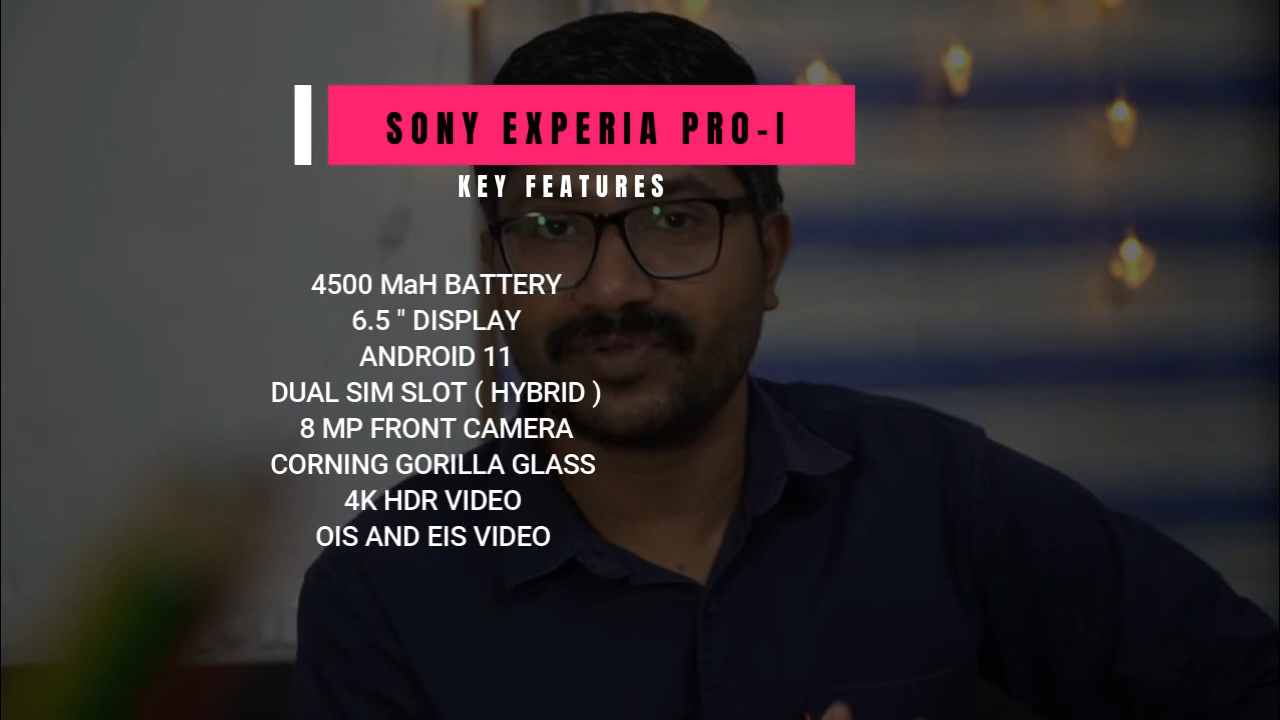 SONY EXPERIA PRO-I
KEY FEATURES
4500 MaH BATTERY
6.5 " DISPLAY
ANDROID 11
DUAL SIM SLOT ( HYBRID )
8 MP FRONT CAMERA
CORNING GORILLA GLASS
4K HDR VIDEO
OIS AND EIS VIDEO